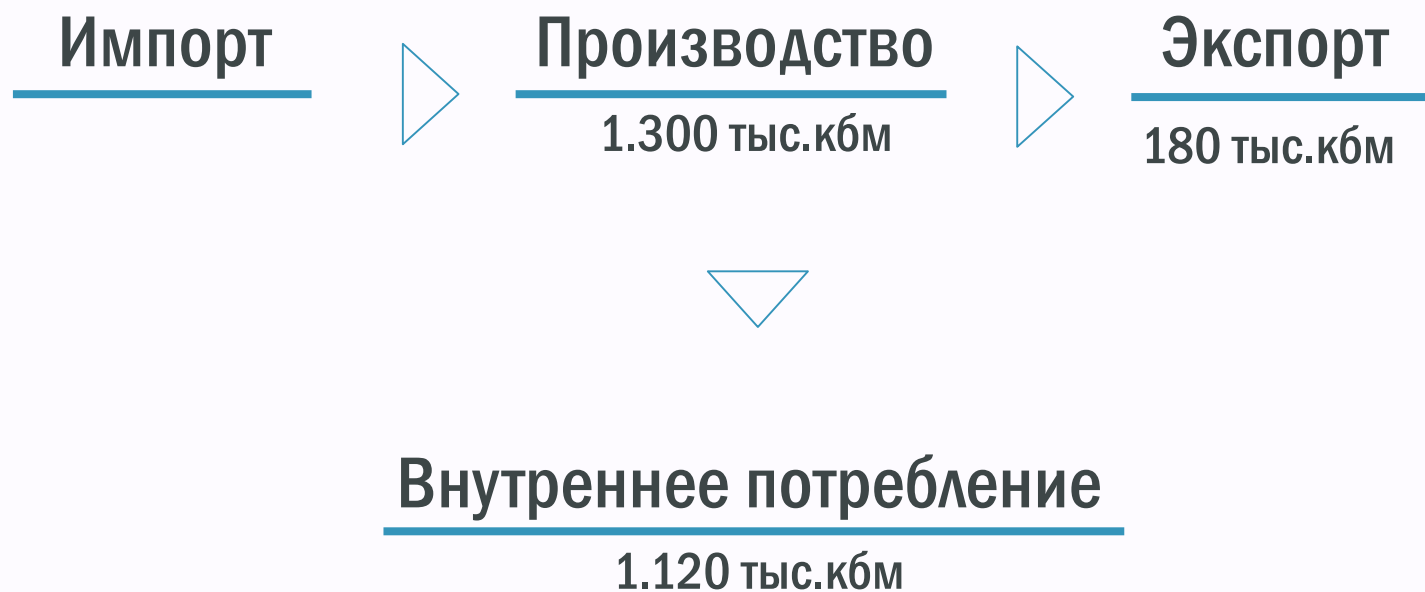 Импорт
Производство
1.300 тыс.кбм
Экспорт
180 тыс.кбм
Внутреннее потребление
1.120 тыс.кбм